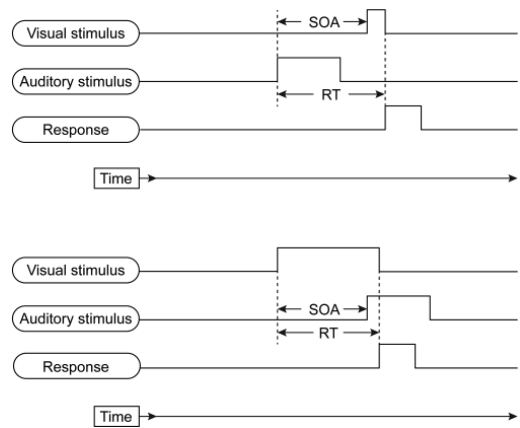 Visual stimulus
SOA
Auditory stimulus
RT
Response
Time
Visual stimulus
Auditory stimulus
SOA
RT
Response
Time